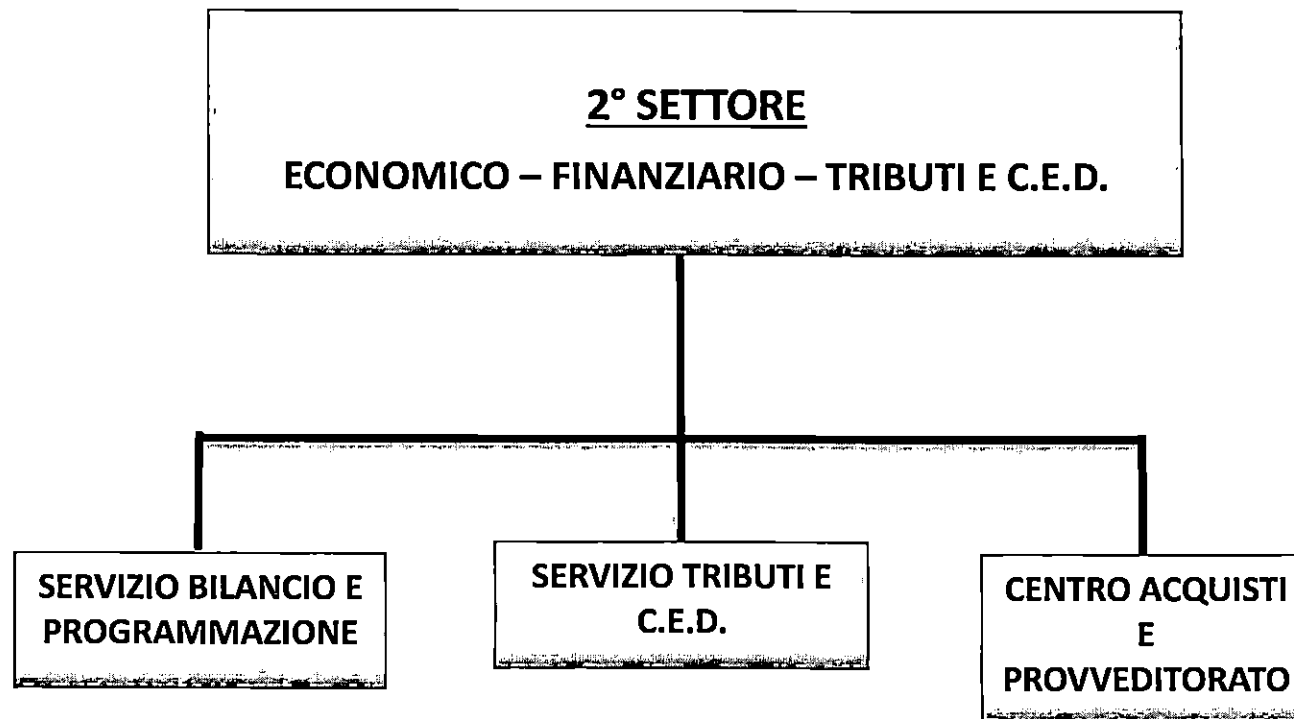 2° SETTORE
ECONOMICO – FINANZIARIO – TRIBUTI E C.E.D.
SERVIZIO BILANCIO E
PROGRAMMAZIONE
SERVIZIO TRIBUTI E
C.E.D.
CENTRO ACQUISTI
E
PROVVEDITORATO